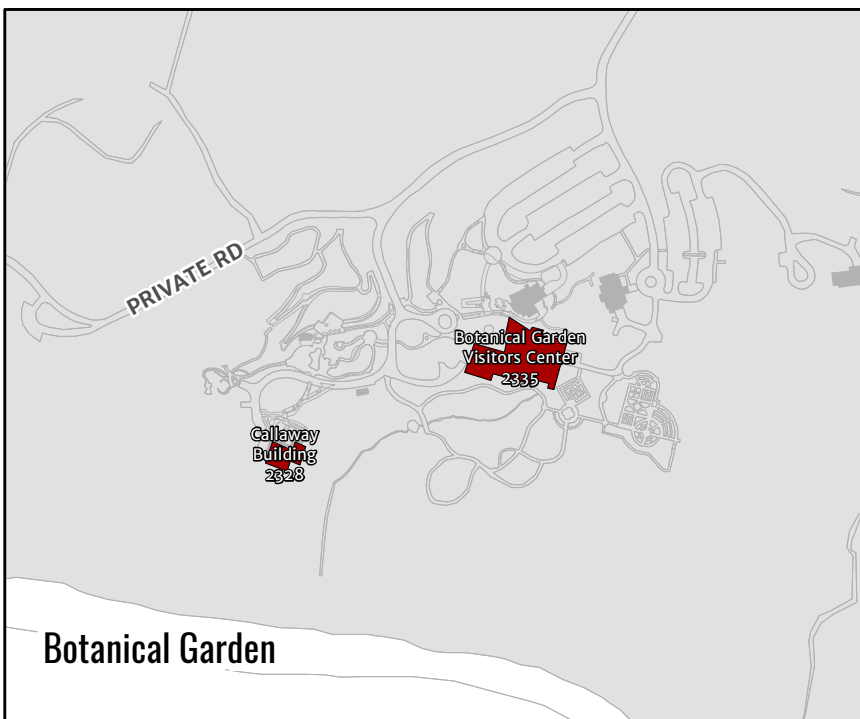 PRIVATE RD
Botanical Garden
Visitors Center
2335
Callaway
Building
2328
Botanical Garden